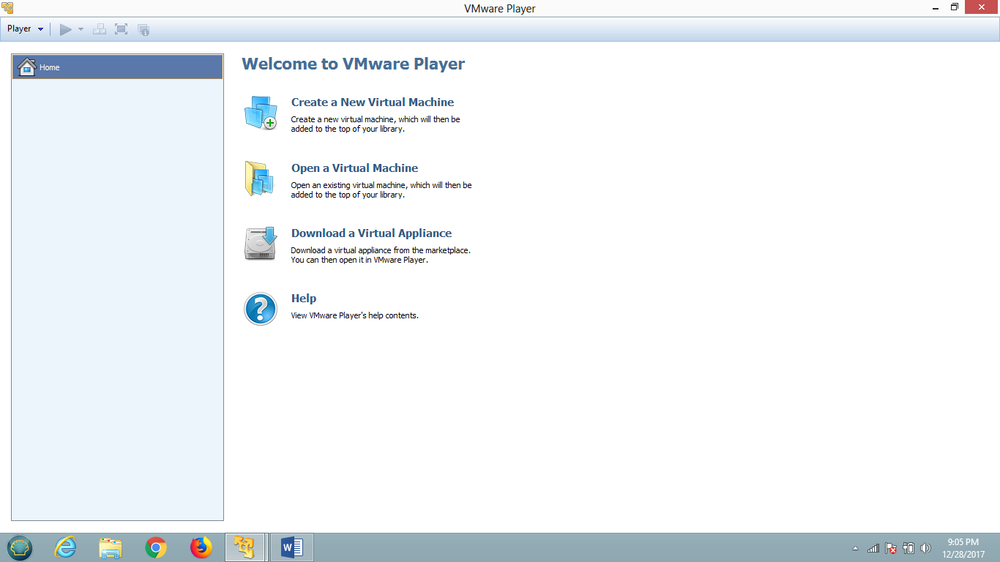 VMware Player
Player
Home
Welcome to VMware Player
Create a New Virtual Machine
Create a new virtual machine, which will then be
added to the top of your library.
Open a Virtual Machine
Open an existing virtual machine, which will then be
added to the top of your library.
Download a Virtual Appliance
Download a virtual appliance from the marketplace.
You can then open it in VMware Player.
Help
View VMware Player's help contents.
9:05 PM
12/28/2017